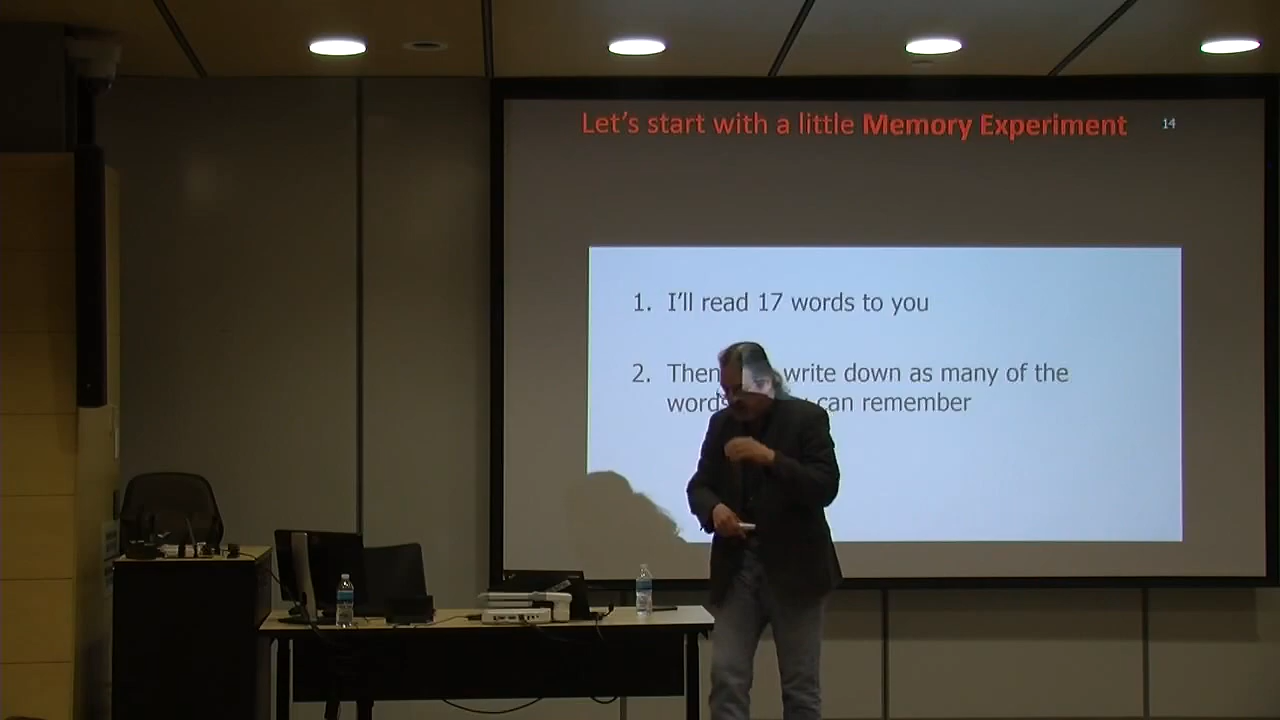 Let's start with a little Memory Experiment
14
1. I'll read 17 words to you
2. Then write down as many of the
words can remember